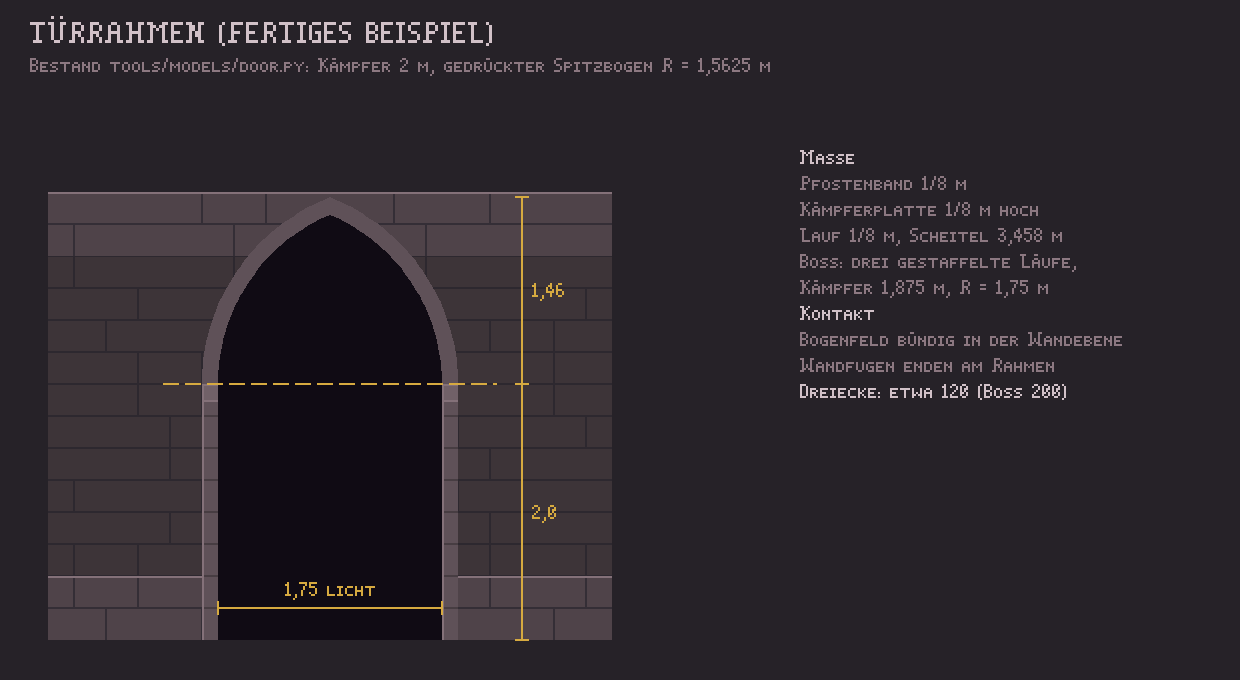 TÜRRAHMEN (FERTIGES BEISPIEL)
BESTAND TOOLS/MODELS/DOOR.PY: KÄMPFER 2 M, GEDRÜCKTER SPITZBOGEN R = 1,5625 M
MASSE
PFOSTENBAND 1/8 M
KÄMPFERPLATTE 1/8 M HOCH
LAUF 1/8 M, SCHEITEL 3,458 M
BOSS: DREI GESTAFFELTE LÄUFE,
KÄMPFER 1,875 M, R = 1,75 M
KONTAKT
BOGENFELD BÜNDIG IN DER WANDEBENE
WANDFUGEN ENDEN AM RAHMEN
DREIECKE: ETWA 120 (BOSS 200)
1,46
2,0
1,75 LICHT